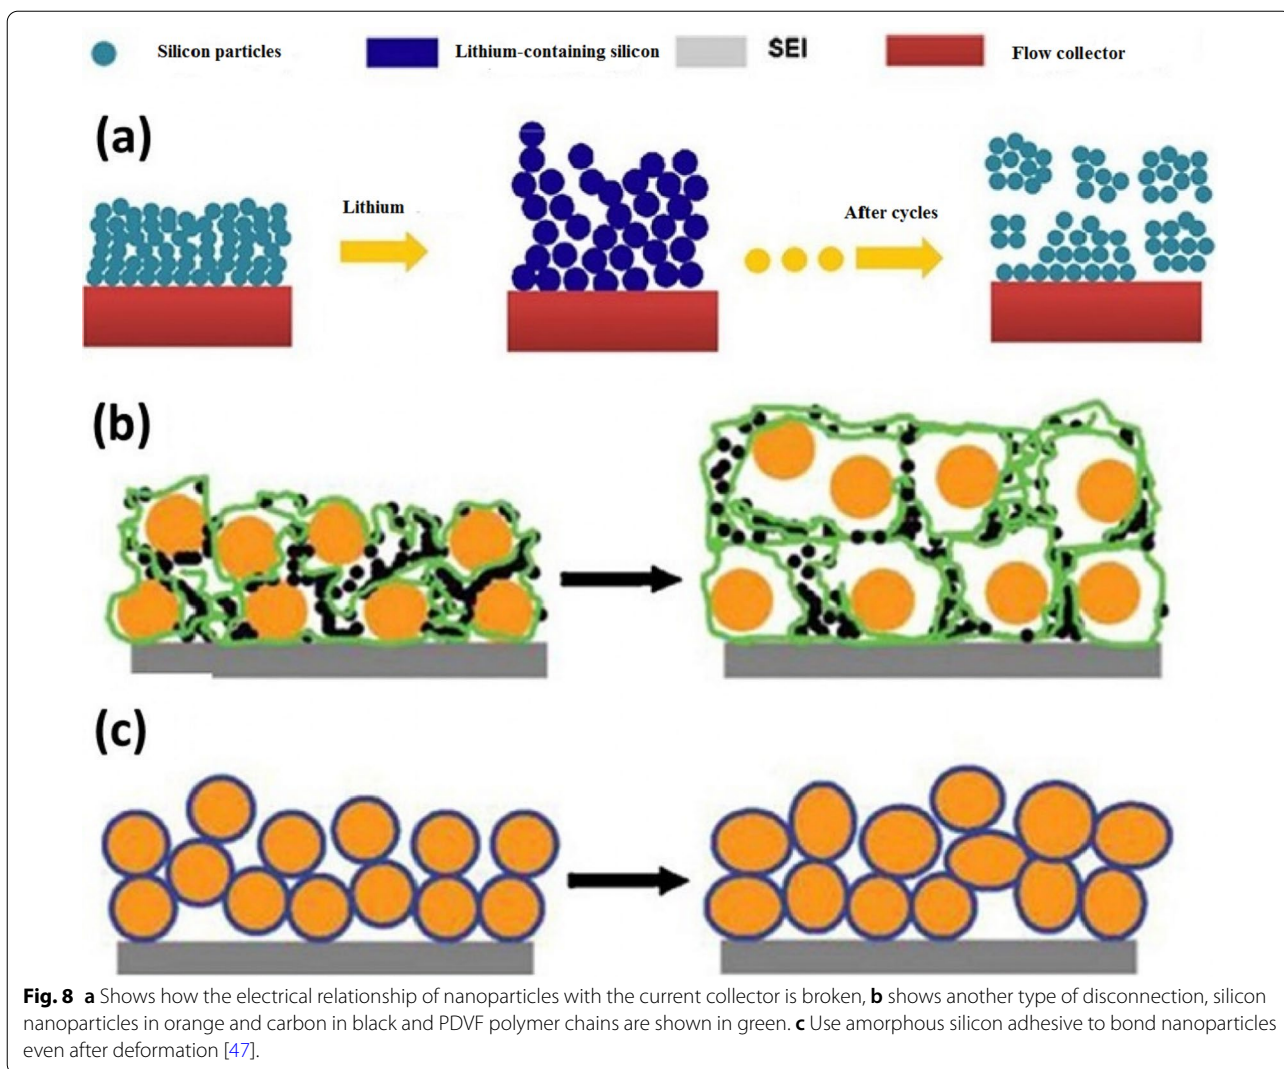 Silicon particles Lithium-containing silicon SEI Flow collector
(a)
Lithium
After cycles
(b)
(c)
Fig. 8 a Shows how the electrical relationship of nanoparticles with the current collector is broken, b shows another type of disconnection, silicon
nanoparticles in orange and carbon in black and PDVF polymer chains are shown in green. c Use amorphous silicon adhesive to bond nanoparticles
even after deformation [47].